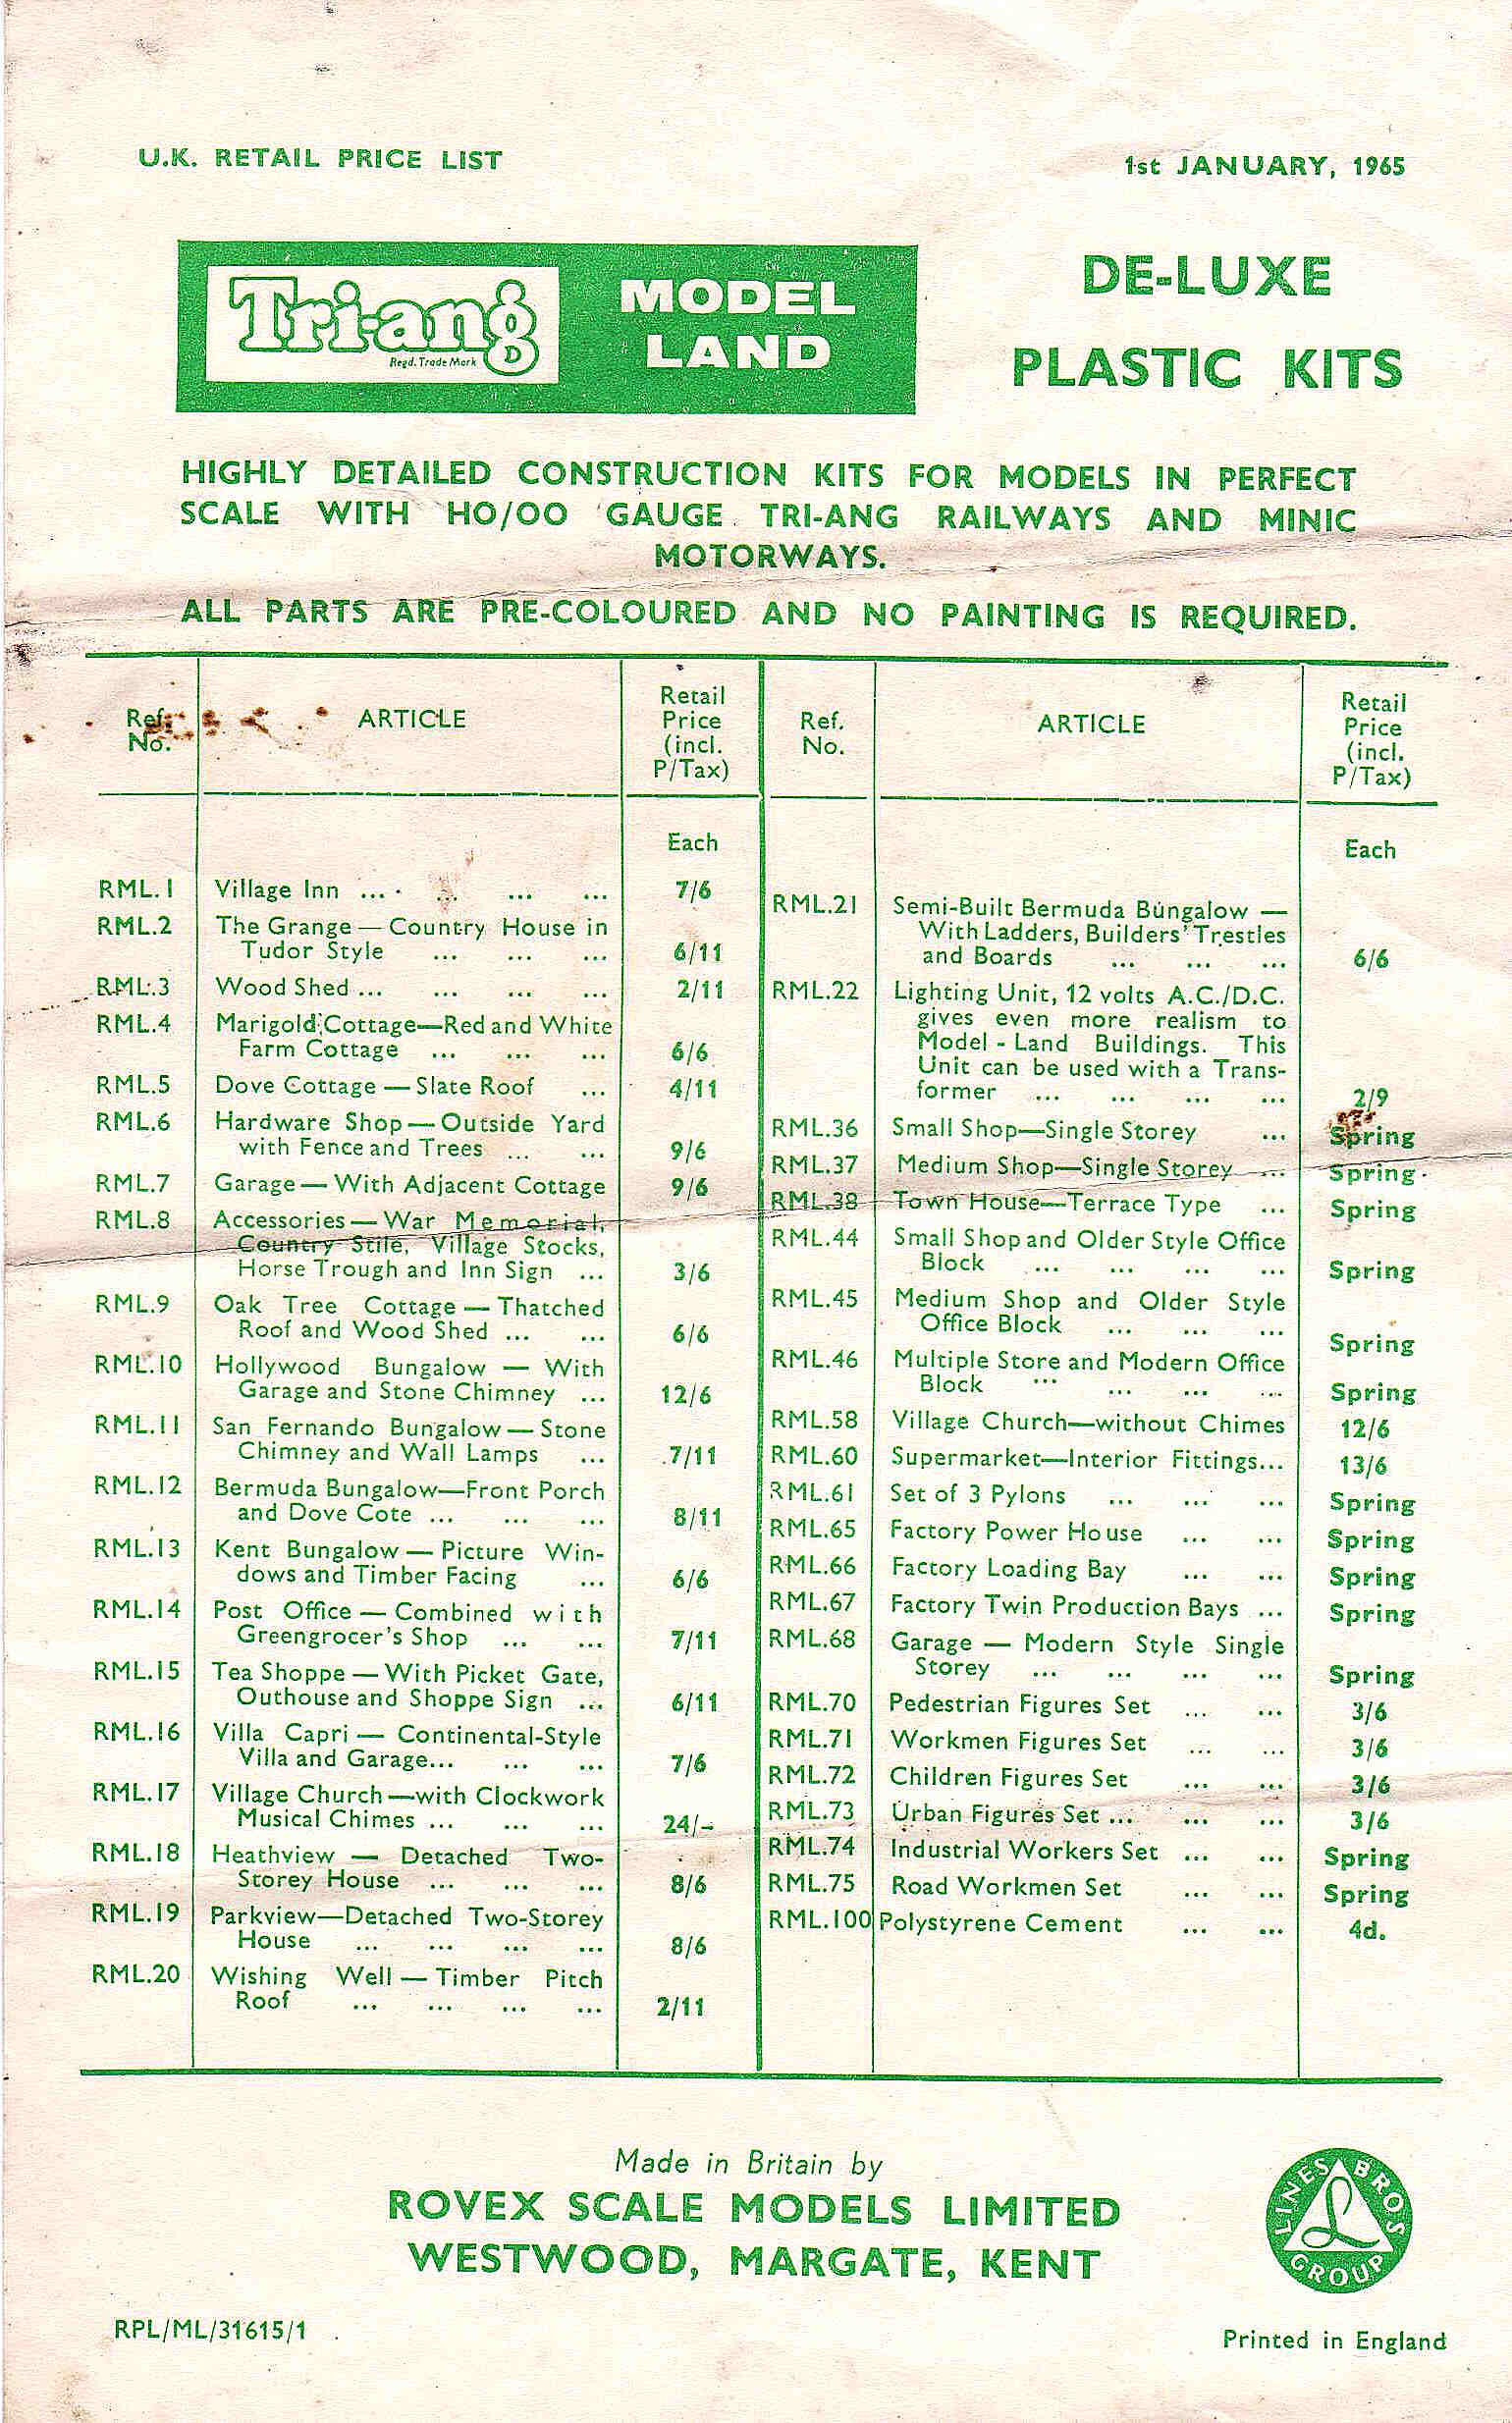 U.K. RETAIL PRICE LIST
1st JANUARY, 1965
Tri-ang
Regd. Trade Mark
MODEL
LAND
DE-LUXE
PLASTIC KITS
HIGHLY DETAILED CONSTRUCTION KITS FOR MODELS IN PERFECT
SCALE WITH HO/OO GAUGE TRI-ANG RAILWAYS AND MINIC
MOTORWAYS.
ALL PARTS ARE PRE-COLOURED AND NO PAINTING IS REQUIRED.
Ref. No. ARTICLE Retail Price (incl. P/Tax)
Each
RML.1 Village Inn ... ... ... ... 7/6
RML.2 The Grange — Country House in
Tudor Style ... ... ... 6/11
RML.3 Wood Shed ... ... ... ... 2/11
RML.4 Marigold Cottage—Red and White
Farm Cottage ... ... ... 6/6
RML.5 Dove Cottage — Slate Roof ... 4/11
RML.6 Hardware Shop — Outside Yard
with Fence and Trees ... ... 9/6
RML.7 Garage — With Adjacent Cottage 9/6
RML.8 Accessories — War Memorial,
Country Stile, Village Stocks,
Horse Trough and Inn Sign ... 3/6
RML.9 Oak Tree Cottage — Thatched
Roof and Wood Shed ... ... 6/6
RML.10 Hollywood Bungalow — With
Garage and Stone Chimney ... 12/6
RML.11 San Fernando Bungalow — Stone
Chimney and Wall Lamps ... 7/11
RML.12 Bermuda Bungalow—Front Porch
and Dove Cote ... ... ... 8/11
RML.13 Kent Bungalow — Picture Win-
dows and Timber Facing ... 6/6
RML.14 Post Office — Combined with
Greengrocer's Shop ... ... 7/11
RML.15 Tea Shoppe — With Picket Gate,
Outhouse and Shoppe Sign ... 6/11
RML.16 Villa Capri — Continental-Style
Villa and Garage... ... ... 7/6
RML.17 Village Church —with Clockwork
Musical Chimes ... ... ... 24/-
RML.18 Heathview — Detached Two-
Storey House ... ... ... 8/6
RML.19 Parkview—Detached Two-Storey
House ... ... ... ... 8/6
RML.20 Wishing Well — Timber Pitch
Roof ... ... ... ... 2/11
Ref. No. ARTICLE Retail Price (incl. P/Tax)
Each
RML.21 Semi-Built Bermuda Bungalow —
With Ladders, Builders' Trestles
and Boards ... ... ... 6/6
RML.22 Lighting Unit, 12 volts A.C./D.C.
gives even more realism to
Model - Land Buildings. This
Unit can be used with a Trans-
former ... ... ... ... 2/9
RML.36 Small Shop—Single Storey ... Spring
RML.37 Medium Shop—Single Storey ... Spring
RML.38 Town House—Terrace Type ... Spring
RML.44 Small Shop and Older Style Office
Block ... ... ... ... Spring
RML.45 Medium Shop and Older Style
Office Block ... ... ... Spring
RML.46 Multiple Store and Modern Office
Block ... ... ... ... Spring
RML.58 Village Church—without Chimes 12/6
RML.60 Supermarket—Interior Fittings... 13/6
RML.61 Set of 3 Pylons ... ... ... Spring
RML.65 Factory Power House ... ... Spring
RML.66 Factory Loading Bay ... ... Spring
RML.67 Factory Twin Production Bays ... Spring
RML.68 Garage — Modern Style Single
Storey ... ... ... ... Spring
RML.70 Pedestrian Figures Set ... ... 3/6
RML.71 Workmen Figures Set ... ... 3/6
RML.72 Children Figures Set ... ... 3/6
RML.73 Urban Figures Set ... ... ... 3/6
RML.74 Industrial Workers Set ... ... Spring
RML.75 Road Workmen Set ... ... Spring
RML.100 Polystyrene Cement ... ... 4d.
Made in Britain by
ROVEX SCALE MODELS LIMITED
WESTWOOD, MARGATE, KENT
LINES BROS GROUP
L
RPL/ML/31615/1
Printed in England